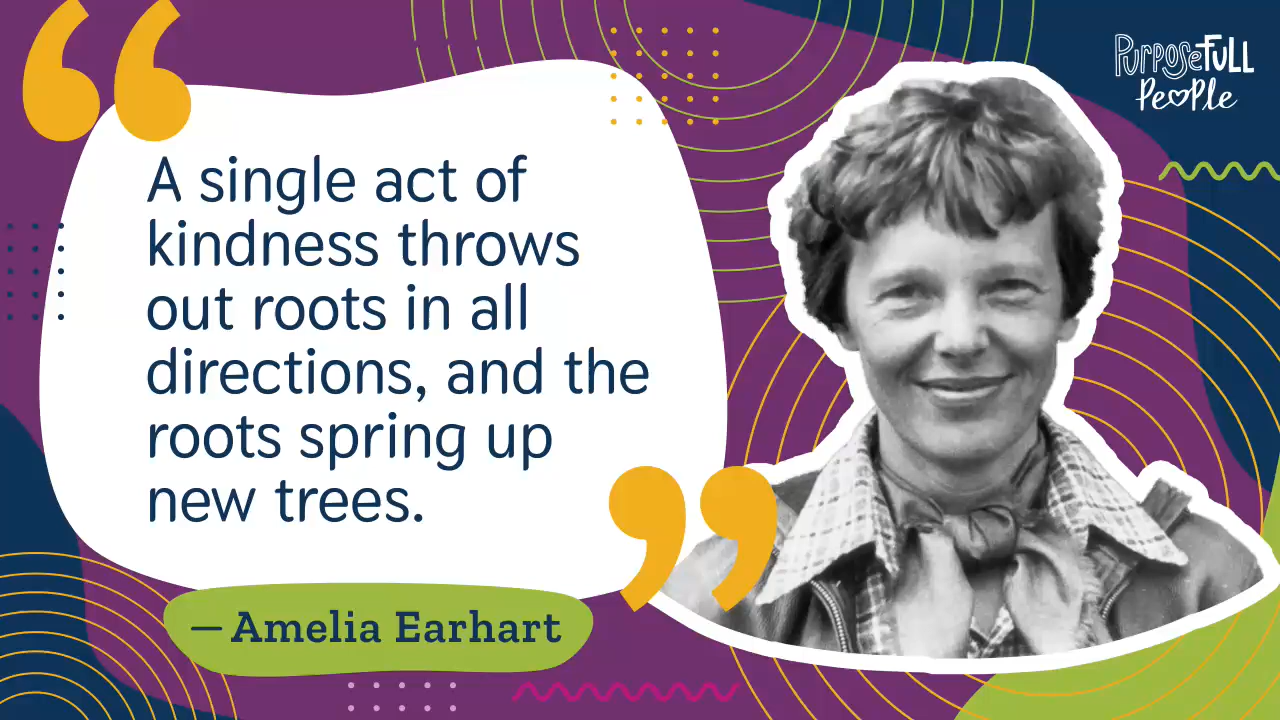 PurposeFULL
PeoPle
“
A single act of
kindness throws
out roots in all
directions, and the
roots spring up
new trees.
”
— Amelia Earhart